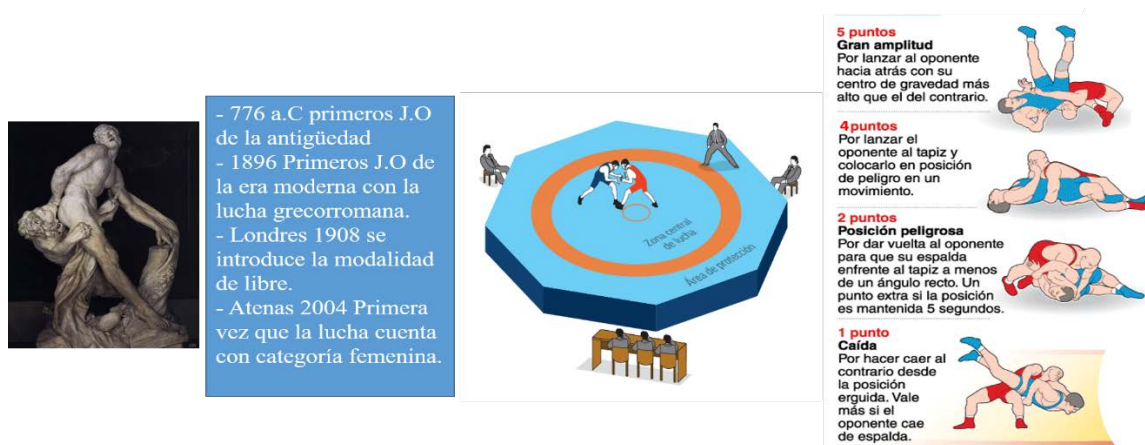 - 776 a.C primeros J.O
de la antigüedad
- 1896 Primeros J.O de
la era moderna con la
lucha grecorromana.
- Londres 1908 se
introduce la modalidad
de libre.
- Atenas 2004 Primera
vez que la lucha cuenta
con categoría femenina.
Zona central
de lucha
Área de protección
5 puntos
Gran amplitud
Por lanzar al oponente
hacia atrás con su
centro de gravedad más
alto que el del contrario.
4 puntos
Por lanzar el
oponente al tapiz y
colocarlo en posición
de peligro en un
movimiento.
2 puntos
Posición peligrosa
Por dar vuelta al oponente
para que su espalda
enfrente al tapiz a menos
de un ángulo recto. Un
punto extra si la posición
es mantenida 5 segundos.
1 punto
Caída
Por hacer caer al
contrario desde
la posición
erguida. Vale
más si el
oponente cae
de espalda.